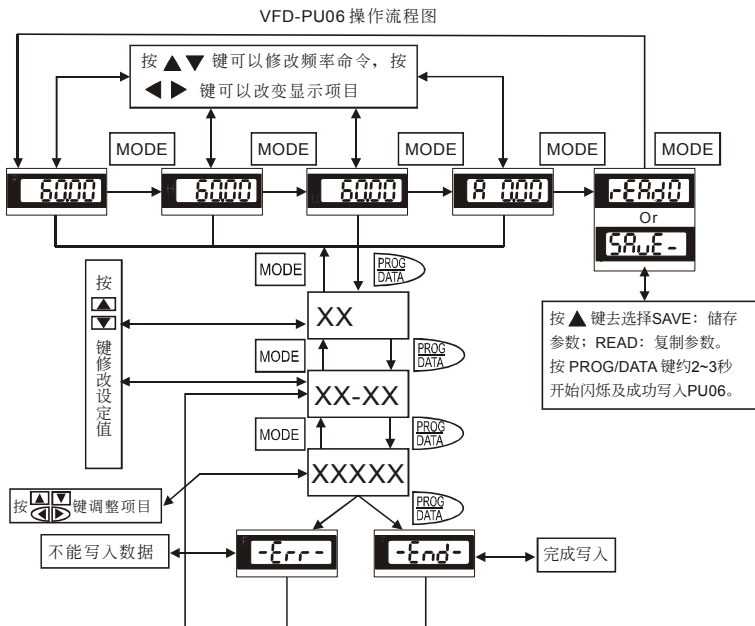 VFD-PU06 操作流程图
按 ▲ ▼ 键可以修改频率命令，按
◀ ▶ 键可以改变显示项目
MODE
MODE
MODE
MODE
MODE
F 60.00
H 60.00
U 60.00
A 0.00
rEAd0
Or
SAvE-
MODE
PROG
DATA
按
▲
▼
键修改设定值
XX
按 ▲ 键去选择SAVE：储存
参数；READ：复制参数。
按 PROG/DATA 键约2~3秒
开始闪烁及成功写入PU06。
MODE
PROG
DATA
XX-XX
MODE
PROG
DATA
XXXXX
按 ▲ ▼ ◀ ▶ 键调整项目
PROG
DATA
不能写入数据
-Err-
-End-
完成写入